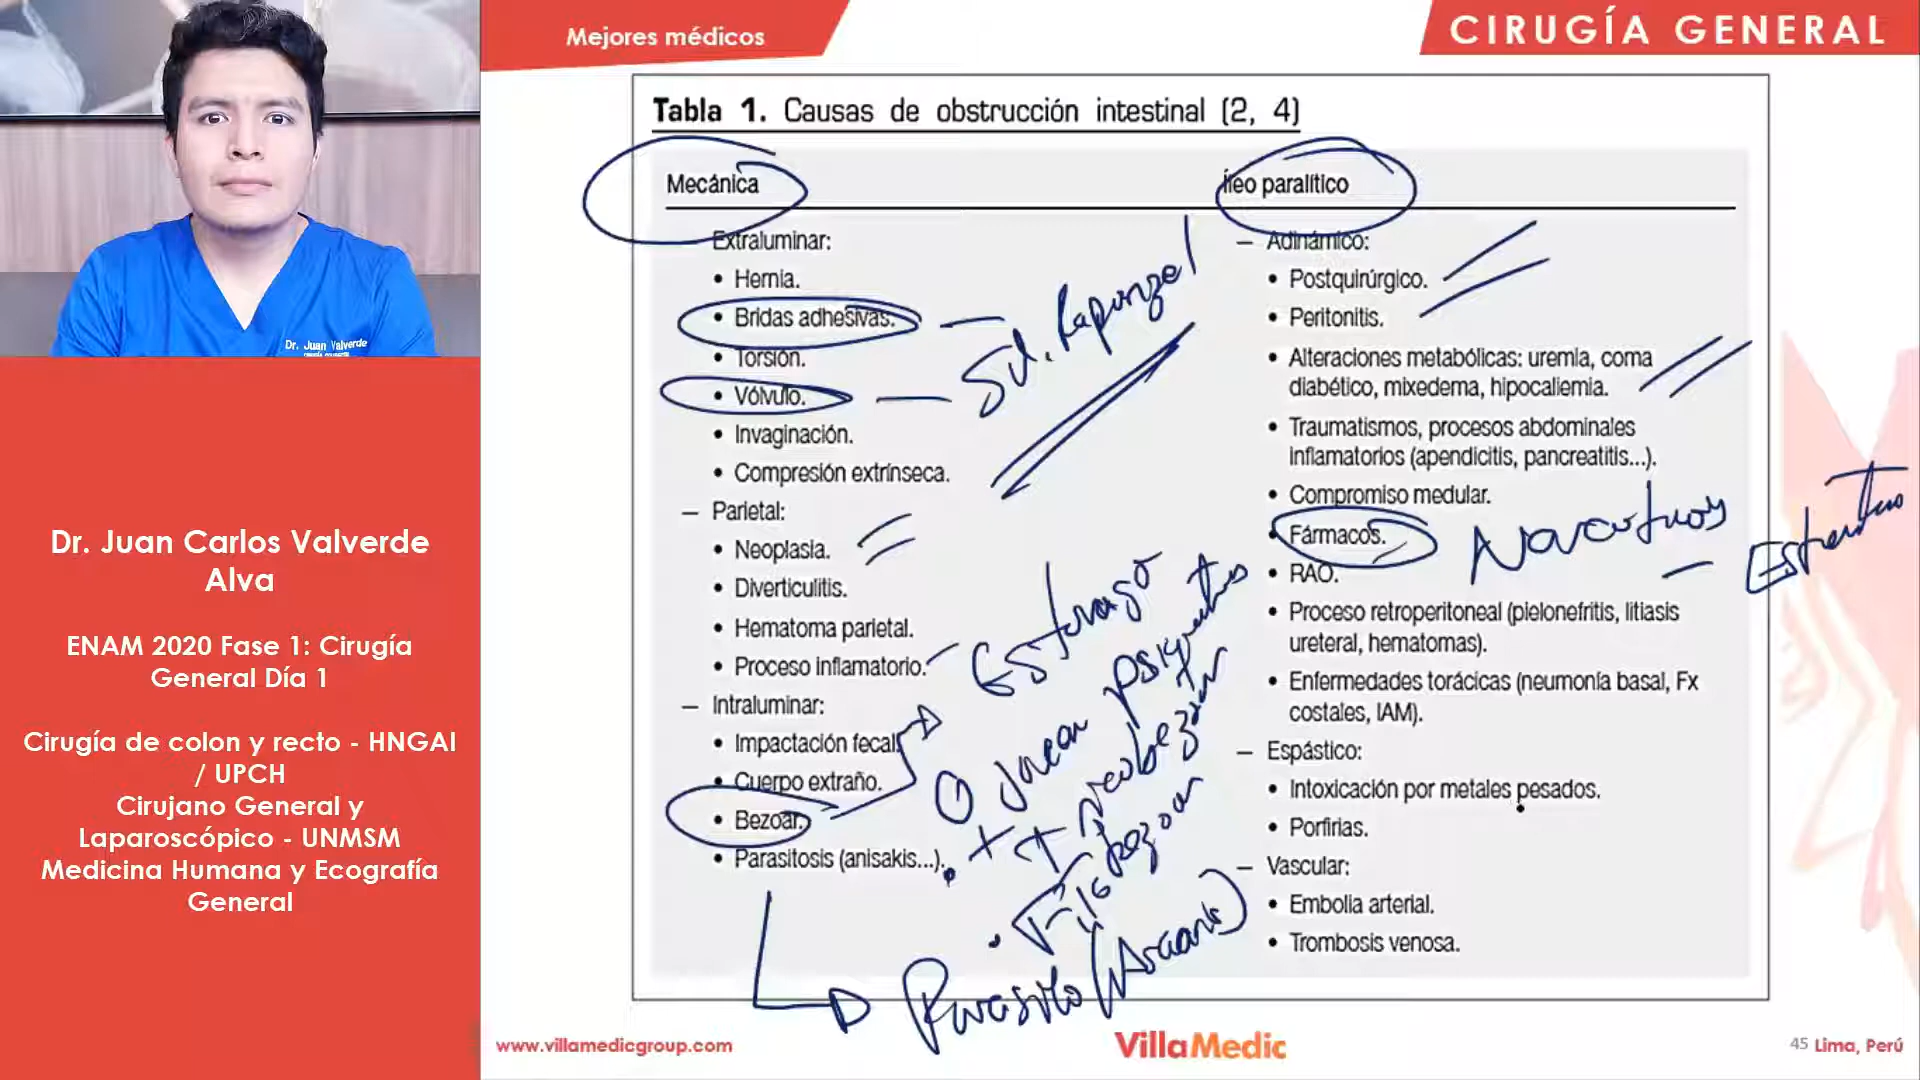 Mejores médicos
CIRUGÍA GENERAL
Dr. Juan Valverde
Dr. Juan Carlos Valverde
Alva
ENAM 2020 Fase 1: Cirugía
General Día 1
Cirugía de colon y recto - HNGAI
/ UPCH
Cirujano General y
Laparoscópico - UNMSM
Medicina Humana y Ecografía
General
Tabla 1. Causas de obstrucción intestinal (2, 4)
Mecánica
Extraluminar:
• Hernia.
• Bridas adhesivas.
• Torsión.
• Vólvulo.
• Invaginación.
• Compresión extrínseca.
— Parietal:
• Neoplasia.
• Diverticulitis.
• Hematoma parietal.
• Proceso inflamatorio.
— Intraluminar:
• Impactación fecal.
• Cuerpo extraño.
• Bezoar.
• Parasitosis (anisakis...).
Sd. Rapunzel
Estomago
psiq
Tricobezoar
Fitobezoar
Parasito (Ascaris)
Íleo paralítico
— Adinámico:
• Postquirúrgico.
• Peritonitis.
• Alteraciones metabólicas: uremia, coma
diabético, mixedema, hipocaliemia.
• Traumatismos, procesos abdominales
inflamatorios (apendicitis, pancreatitis...).
• Compromiso medular.
• Fármacos.
• RAO.
• Proceso retroperitoneal (pielonefritis, litiasis
ureteral, hematomas).
• Enfermedades torácicas (neumonía basal, Fx
costales, IAM).
— Espástico:
• Intoxicación por metales pesados.
• Porfirias.
— Vascular:
• Embolia arterial.
• Trombosis venosa.
www.villamedicgroup.com
VillaMedic
45 Lima, Perú